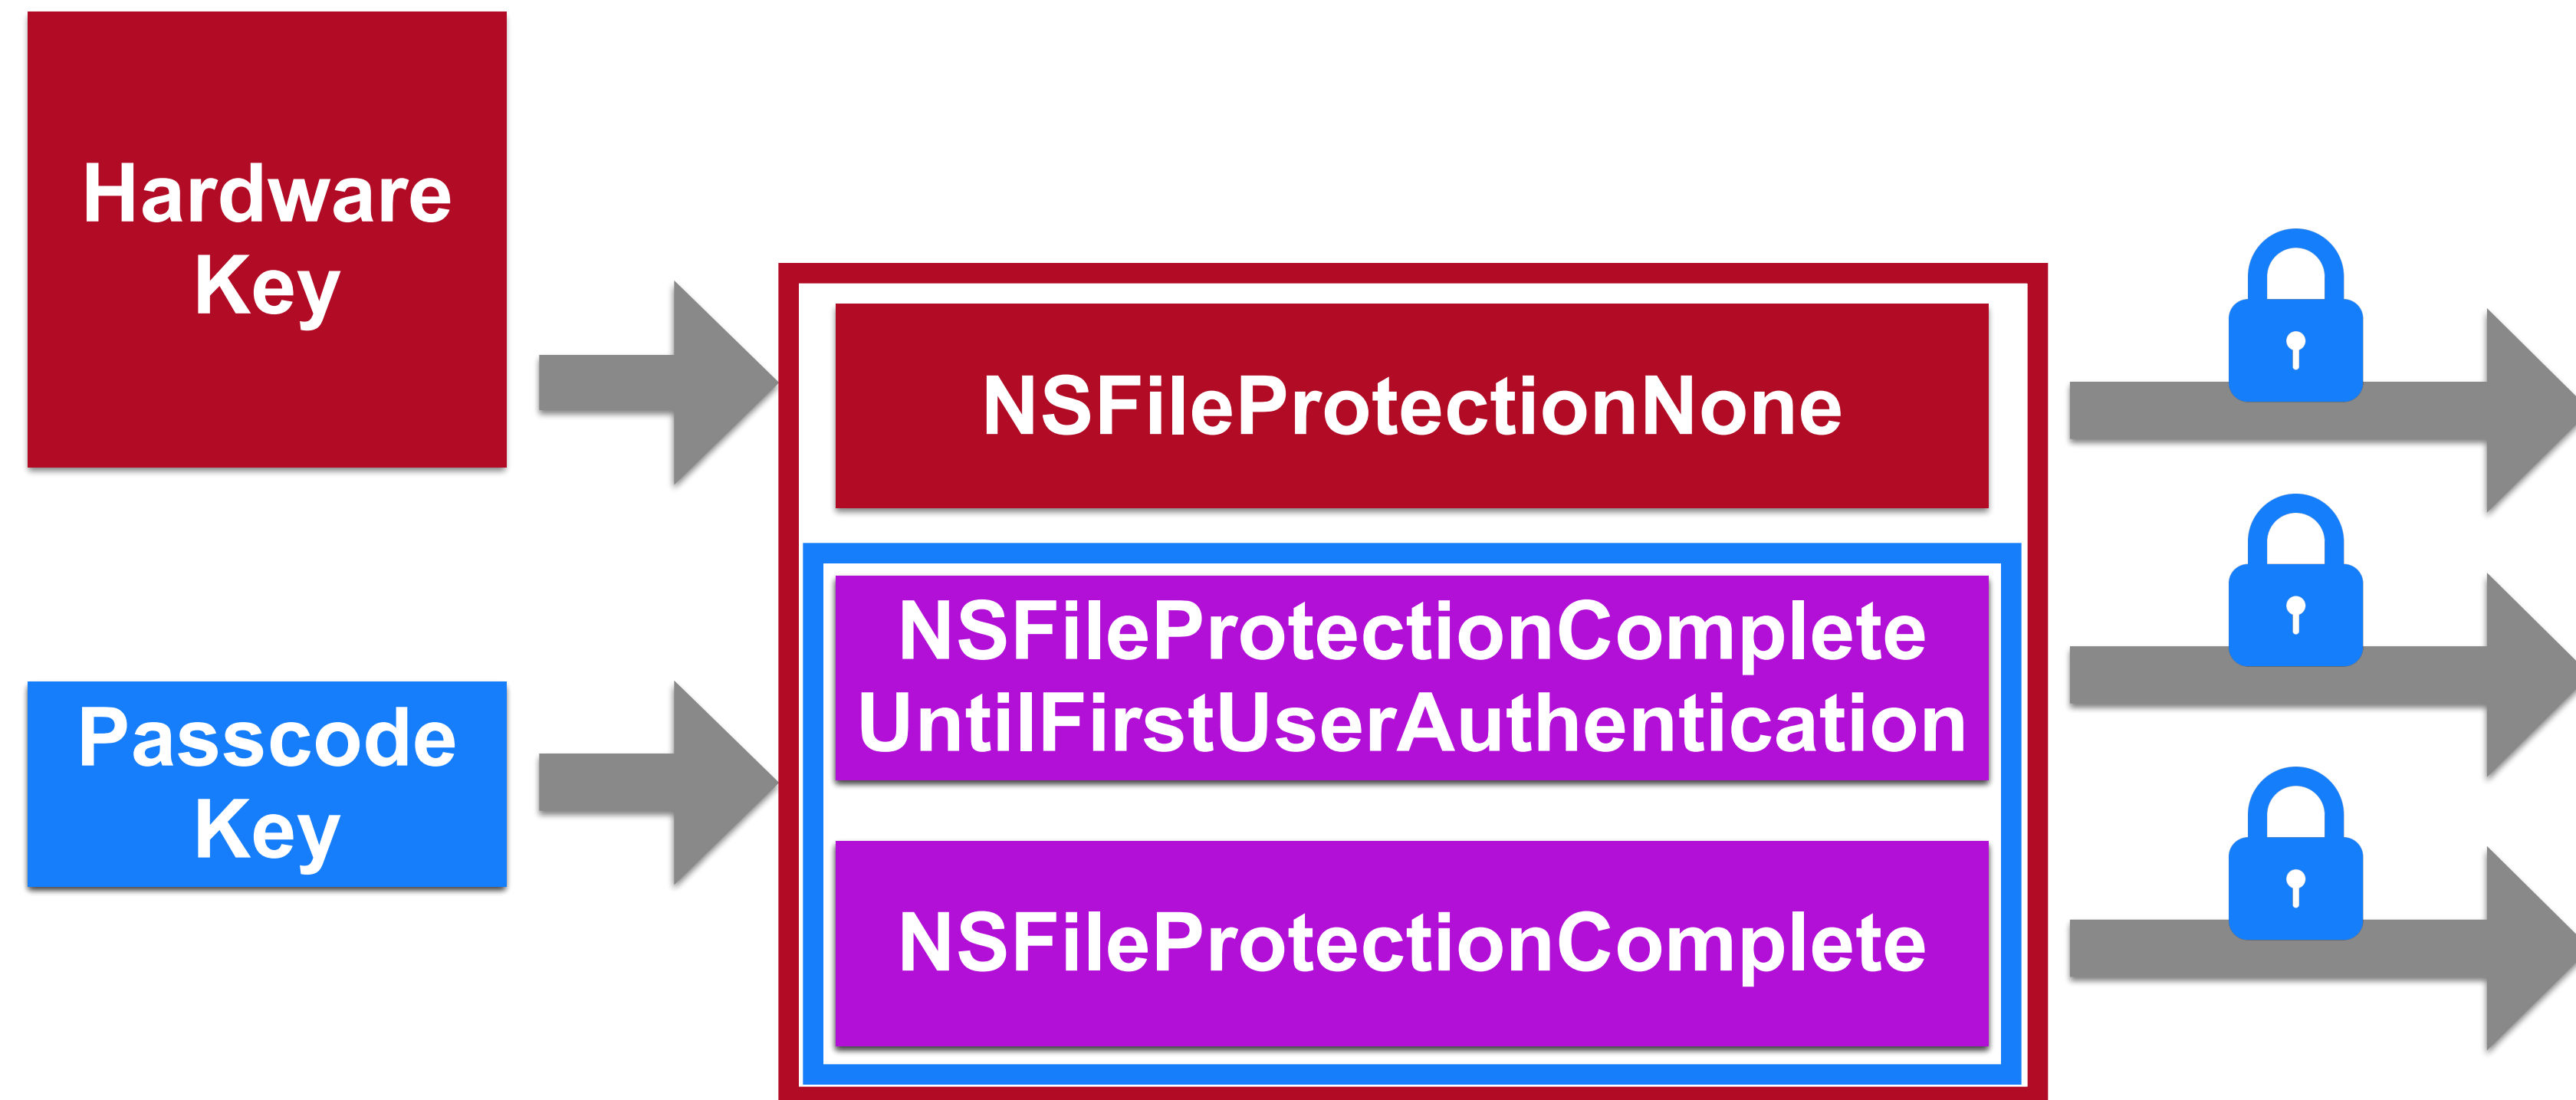 Hardware
Key
NSFileProtectionNone
NSFileProtectionComplete
UntilFirstUserAuthentication
Passcode
Key
NSFileProtectionComplete